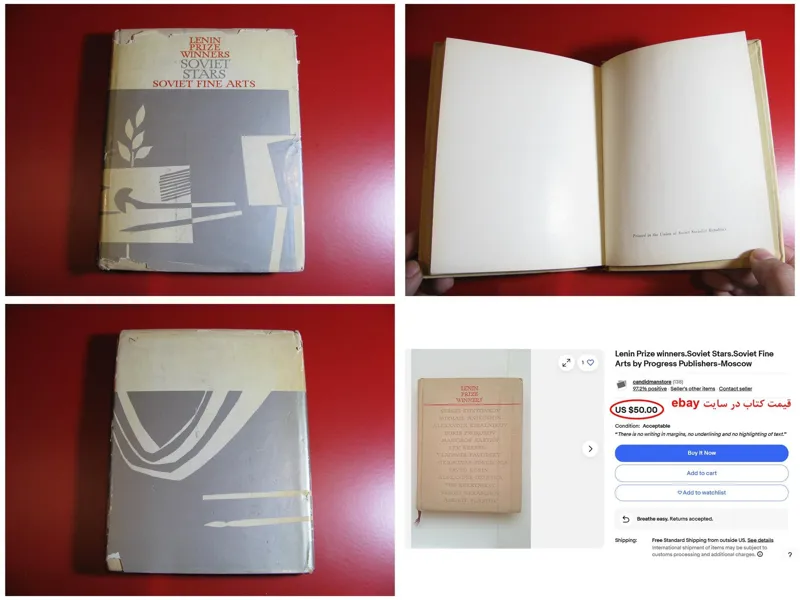 LENIN
PRIZE
WINNERS
SOVIET
STARS
SOVIET FINE ARTS
Printed in the Union of Soviet Socialist Republics
Lenin Prize winners.Soviet Stars.Soviet Fine
Arts by Progress Publishers-Moscow
candidmanstore (138)
97.2% positive Seller's other items Contact seller
قیمت کتاب در سایت ebay
US $50.00
Condition: Acceptable
"There is no writing in margins, no underlining and no highlighting of text."
Buy It Now
Add to cart
Add to watchlist
Breathe easy. Returns accepted.
Shipping: Free Standard Shipping from outside US. See details
International shipment of items may be subject to
customs processing and additional charges.
1
LENIN
PRIZE
WINNERS